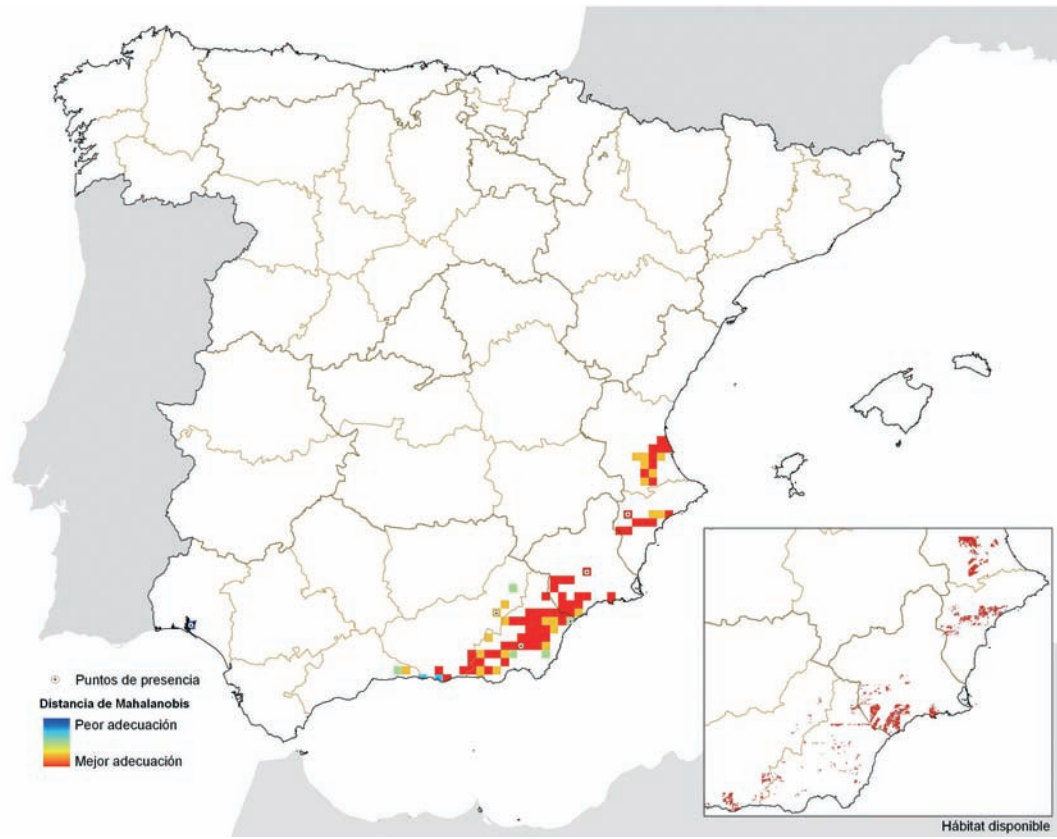 Puntos de presencia
Distancia de Mahalanobis
Peor adecuación
Mejor adecuación
Hábitat disponible